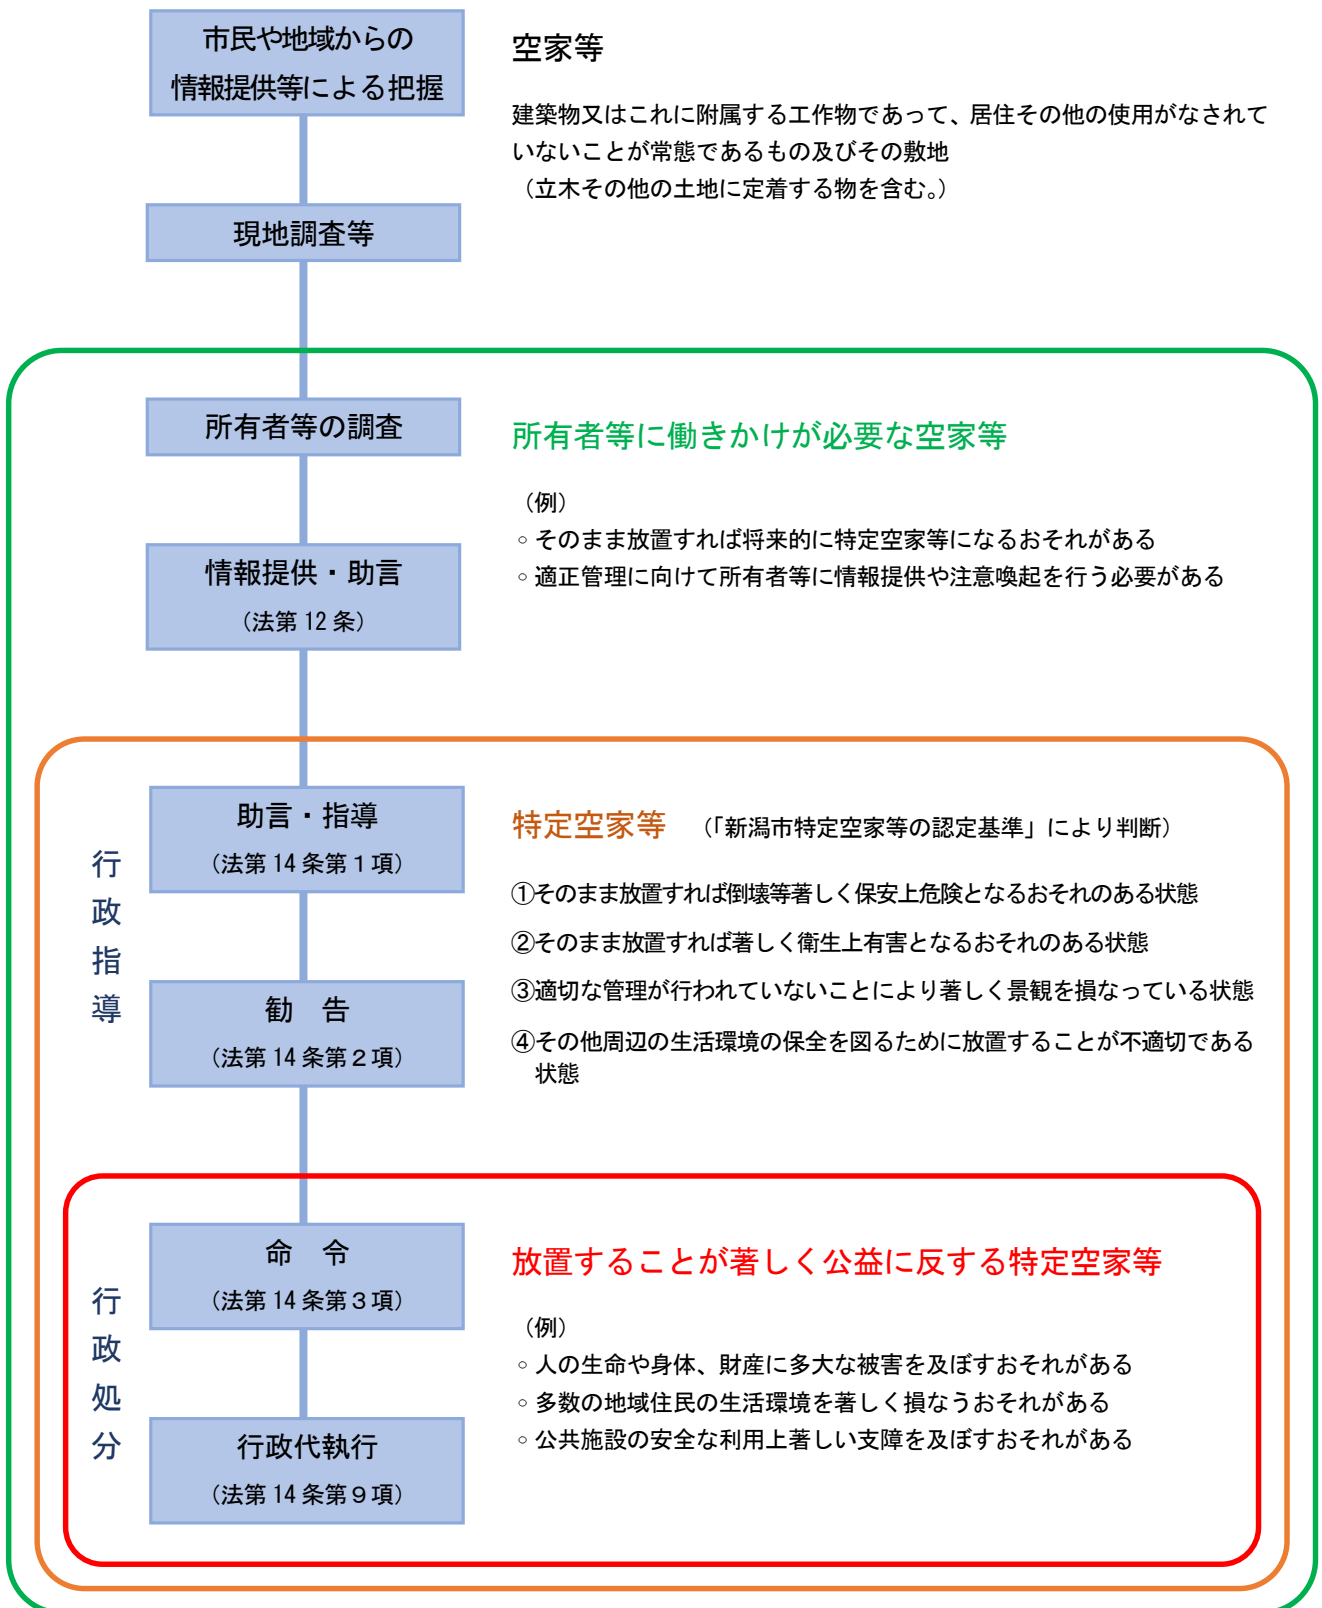 市民や地域からの
情報提供等による把握
空家等
建築物又はこれに附属する工作物であって、居住その他の使用がなされて
いないことが常態であるもの及びその敷地
（立木その他の土地に定着する物を含む。）
現地調査等
所有者等の調査
所有者等に働きかけが必要な空家等
（例）
○そのまま放置すれば将来的に特定空家等になるおそれがある
○適正管理に向けて所有者等に情報提供や注意喚起を行う必要がある
情報提供・助言
（法第12条）
行政指導
助言・指導
（法第14条第１項）
特定空家等　（「新潟市特定空家等の認定基準」により判断）
①そのまま放置すれば倒壊等著しく保安上危険となるおそれのある状態
②そのまま放置すれば著しく衛生上有害となるおそれのある状態
③適切な管理が行われていないことにより著しく景観を損なっている状態
④その他周辺の生活環境の保全を図るために放置することが不適切である
状態
勧　告
（法第14条第２項）
行政処分
命　令
（法第14条第３項）
放置することが著しく公益に反する特定空家等
（例）
○人の生命や身体、財産に多大な被害を及ぼすおそれがある
○多数の地域住民の生活環境を著しく損なうおそれがある
○公共施設の安全な利用上著しい支障を及ぼすおそれがある
行政代執行
（法第14条第９項）